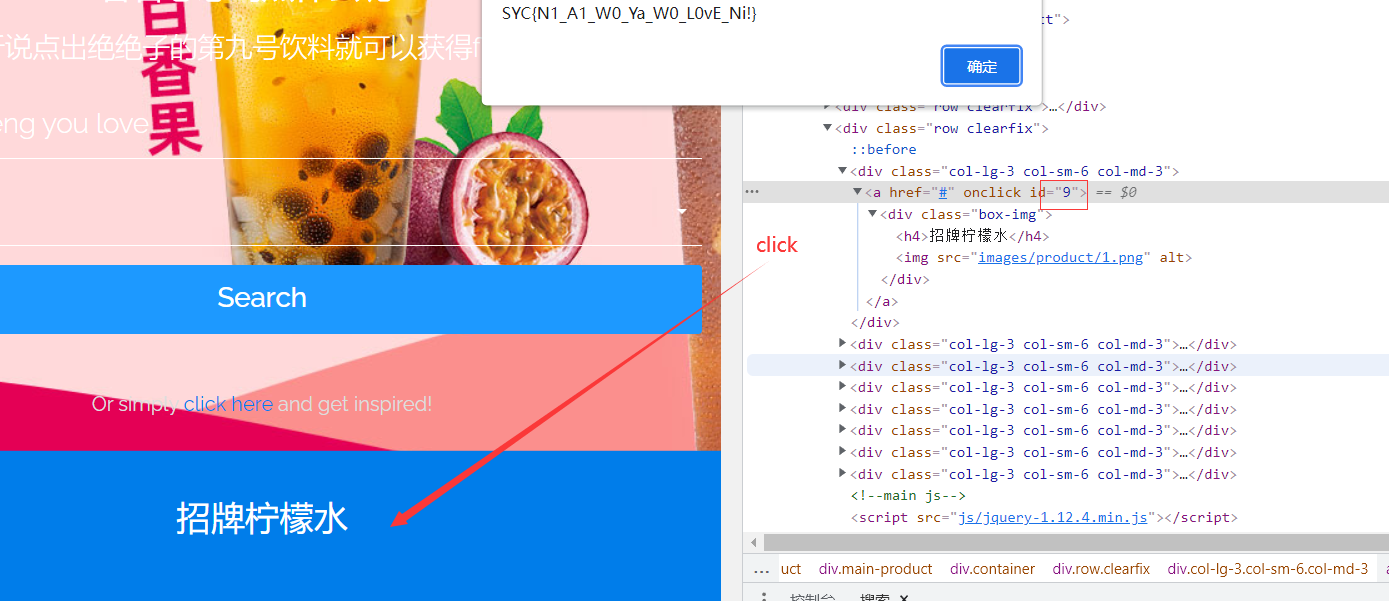 SYC{N1_A1_W0_Ya_W0_L0vE_Ni!}
确定
说点出绝绝子的第九号饮料就可以获得f
百香果
eng you love
Search
Or simply click here and get inspired!
招牌柠檬水
click
ct">
<div class="row clearfix">…</div>
<div class="row clearfix">
::before
<div class="col-lg-3 col-sm-6 col-md-3">
<a href="#" onclick id="9"> == $0
<div class="box-img">
<h4>招牌柠檬水</h4>
<img src="images/product/1.png" alt>
</div>
</a>
</div>
<div class="col-lg-3 col-sm-6 col-md-3">…</div>
<div class="col-lg-3 col-sm-6 col-md-3">…</div>
<div class="col-lg-3 col-sm-6 col-md-3">…</div>
<div class="col-lg-3 col-sm-6 col-md-3">…</div>
<div class="col-lg-3 col-sm-6 col-md-3">…</div>
<div class="col-lg-3 col-sm-6 col-md-3">…</div>
<div class="col-lg-3 col-sm-6 col-md-3">…</div>
<!--main js-->
<script src="js/jquery-1.12.4.min.js"></script>
... uct div.main-product div.container div.row.clearfix div.col-lg-3.col-sm-6.col-md-3 a
控制台 搜索 X